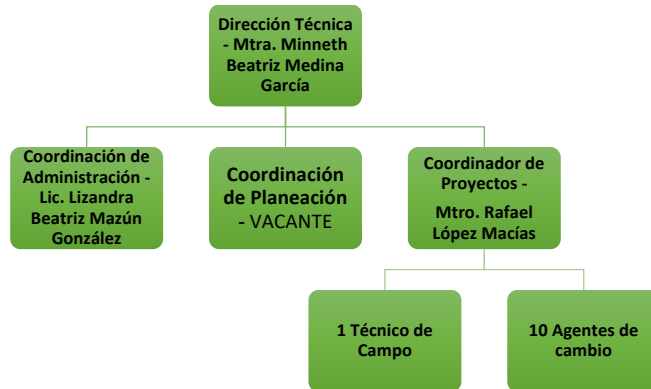 Dirección Técnica
- Mtra. Minneth
Beatriz Medina
García
Coordinación de
Administración -
Lic. Lizandra
Beatriz Mazún
González
Coordinación
de Planeación
- VACANTE
Coordinador de
Proyectos -
Mtro. Rafael
López Macías
1 Técnico de
Campo
10 Agentes de
cambio